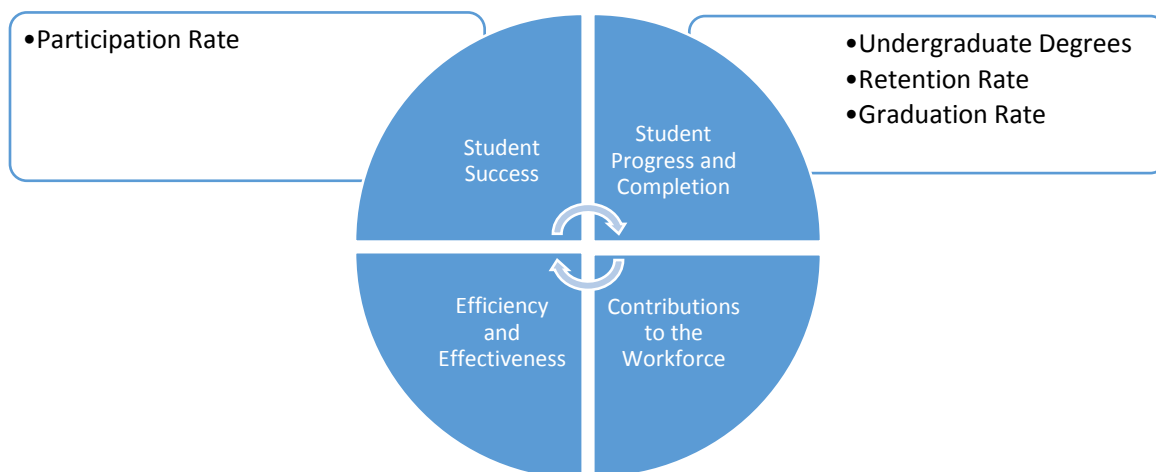 •Participation Rate
•Undergraduate Degrees
•Retention Rate
•Graduation Rate
Student
Success
Student
Progress and
Completion
Efficiency
and
Effectiveness
Contributions
to the
Workforce